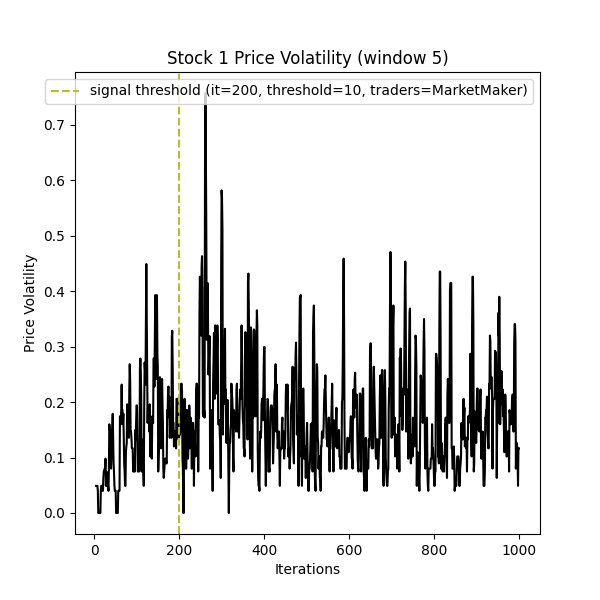 Stock 1 Price Volatility (window 5)
signal threshold (it=200, threshold=10, traders=MarketMaker)
Price Volatility
0.7
0.6
0.5
0.4
0.3
0.2
0.1
0.0
0 200 400 600 800 1000
Iterations